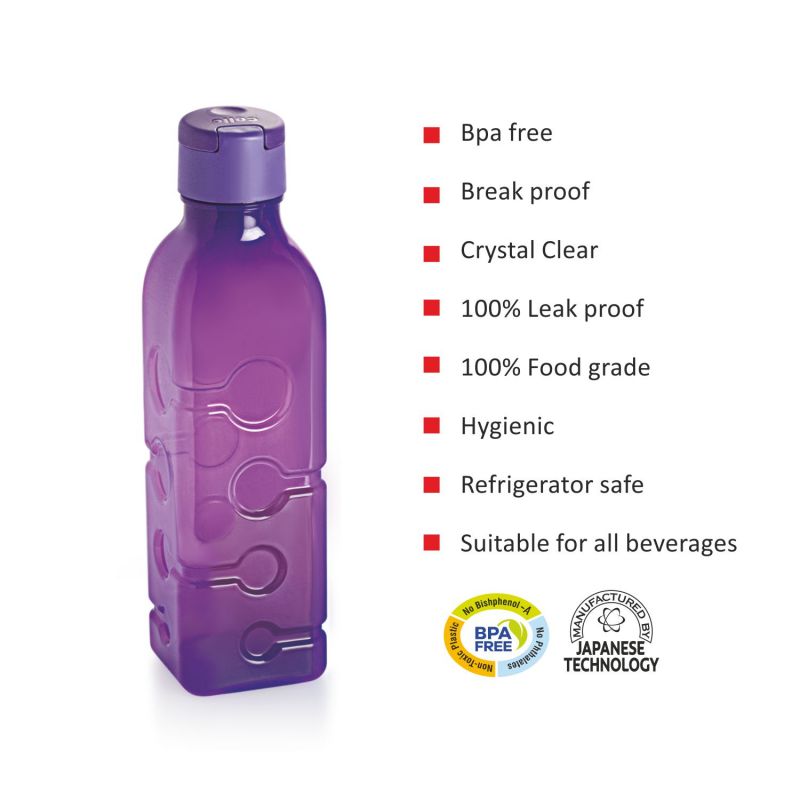 cello
Bpa free
Break proof
Crystal Clear
100% Leak proof
100% Food grade
Hygienic
Refrigerator safe
Suitable for all beverages
No Bishphenol-A
No Phthalates
Non-Toxic Plastic
BPA
FREE
MANUFACTURED BY
JAPANESE
TECHNOLOGY